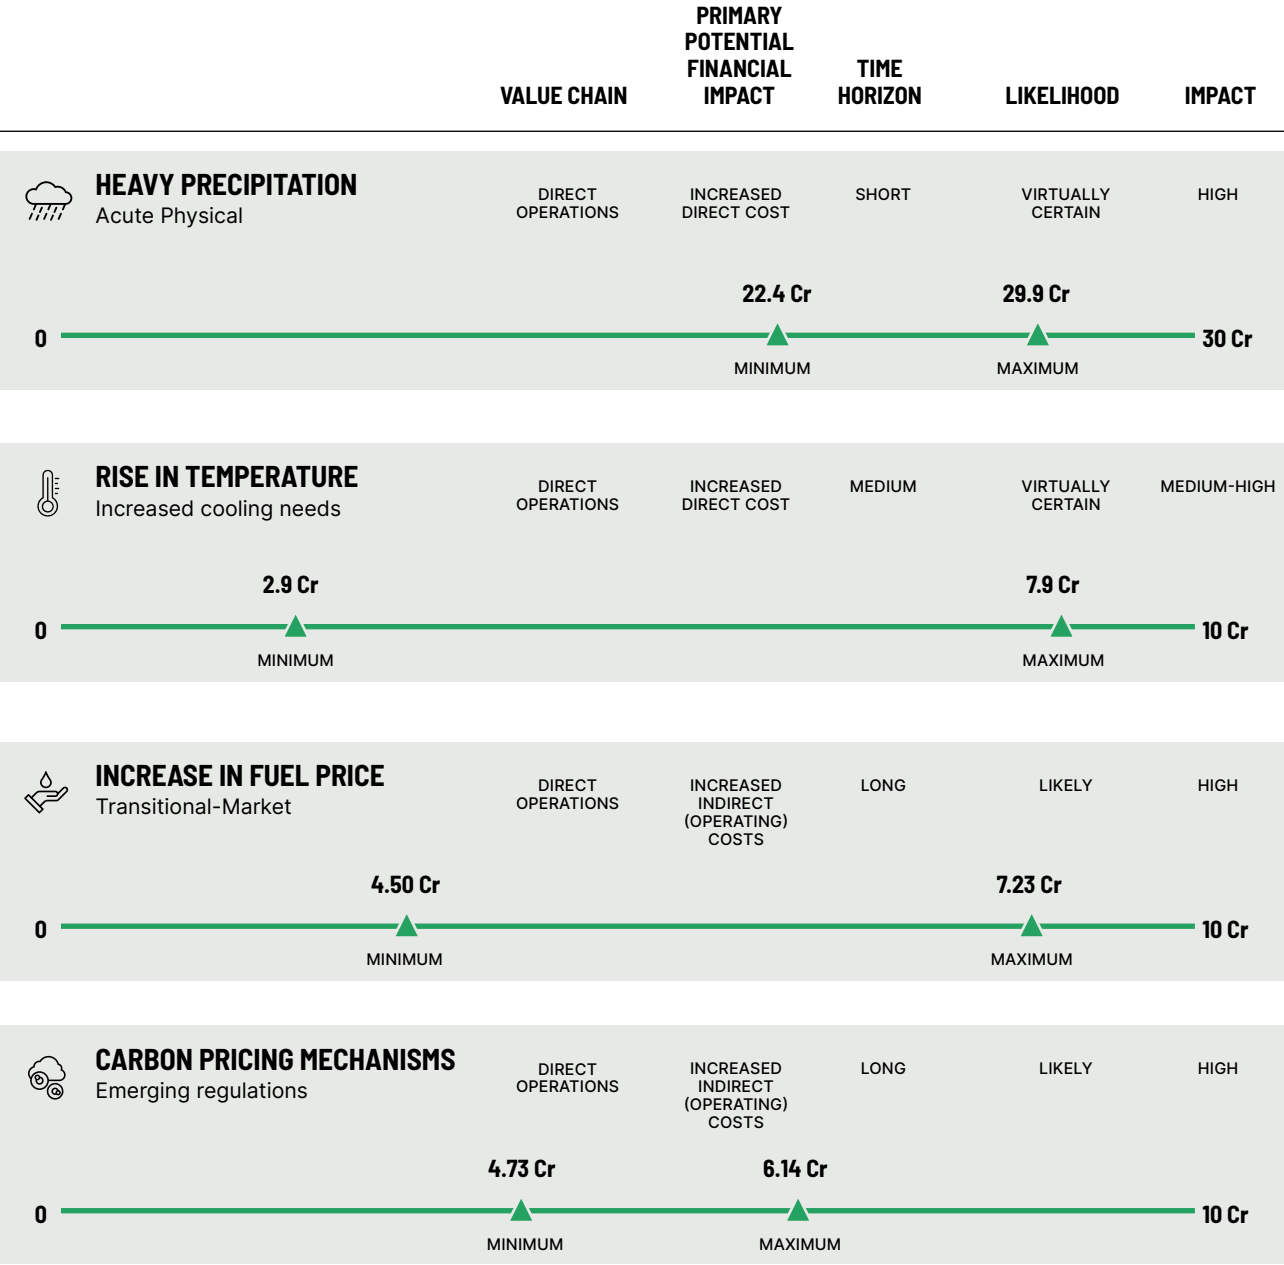 VALUE CHAIN
PRIMARY
POTENTIAL
FINANCIAL
IMPACT
TIME
HORIZON
LIKELIHOOD
IMPACT
HEAVY PRECIPITATION
Acute Physical
DIRECT
OPERATIONS
INCREASED
DIRECT COST
SHORT
VIRTUALLY
CERTAIN
HIGH
22.4 Cr
29.9 Cr
0
30 Cr
MINIMUM
MAXIMUM
RISE IN TEMPERATURE
Increased cooling needs
DIRECT
OPERATIONS
INCREASED
DIRECT COST
MEDIUM
VIRTUALLY
CERTAIN
MEDIUM-HIGH
2.9 Cr
7.9 Cr
0
10 Cr
MINIMUM
MAXIMUM
INCREASE IN FUEL PRICE
Transitional-Market
DIRECT
OPERATIONS
INCREASED
INDIRECT
(OPERATING)
COSTS
LONG
LIKELY
HIGH
4.50 Cr
7.23 Cr
0
10 Cr
MINIMUM
MAXIMUM
CARBON PRICING MECHANISMS
Emerging regulations
DIRECT
OPERATIONS
INCREASED
INDIRECT
(OPERATING)
COSTS
LONG
LIKELY
HIGH
4.73 Cr
6.14 Cr
0
10 Cr
MINIMUM
MAXIMUM